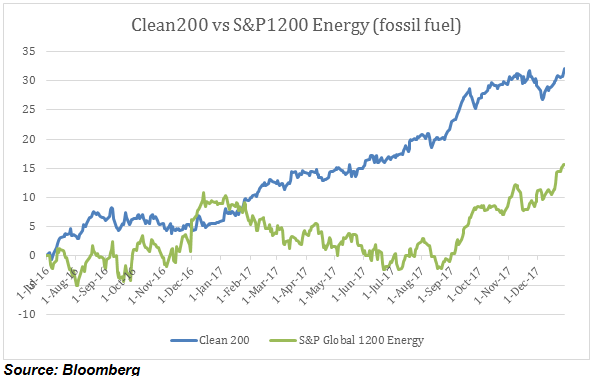 Clean200 vs S&P1200 Energy (fossil fuel)
35
30
25
20
15
10
5
0
-5
-10
1-Jul-16
1-Aug-16
1-Sep-16
1-Oct-16
1-Nov-16
1-Dec-16
1-Jan-17
1-Feb-17
1-Mar-17
1-Apr-17
1-May-17
1-Jun-17
1-Jul-17
1-Aug-17
1-Sep-17
1-Oct-17
1-Nov-17
1-Dec-17
Clean 200
S&P Global 1200 Energy
Source: Bloomberg